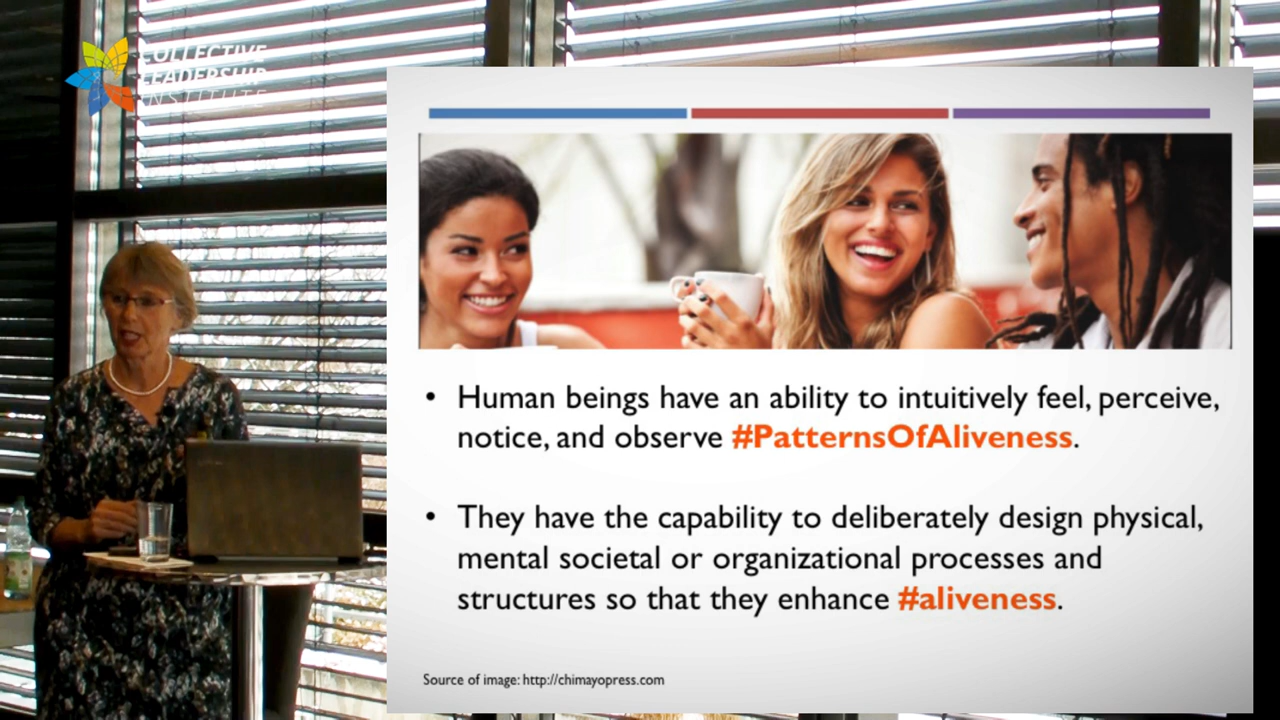 COLLECTIVE
LEADERSHIP
INSTITUTE
• Human beings have an ability to intuitively feel, perceive,
notice, and observe #PatternsOfAliveness.
• They have the capability to deliberately design physical,
mental societal or organizational processes and
structures so that they enhance #aliveness.
Source of image: http://chimayopress.com